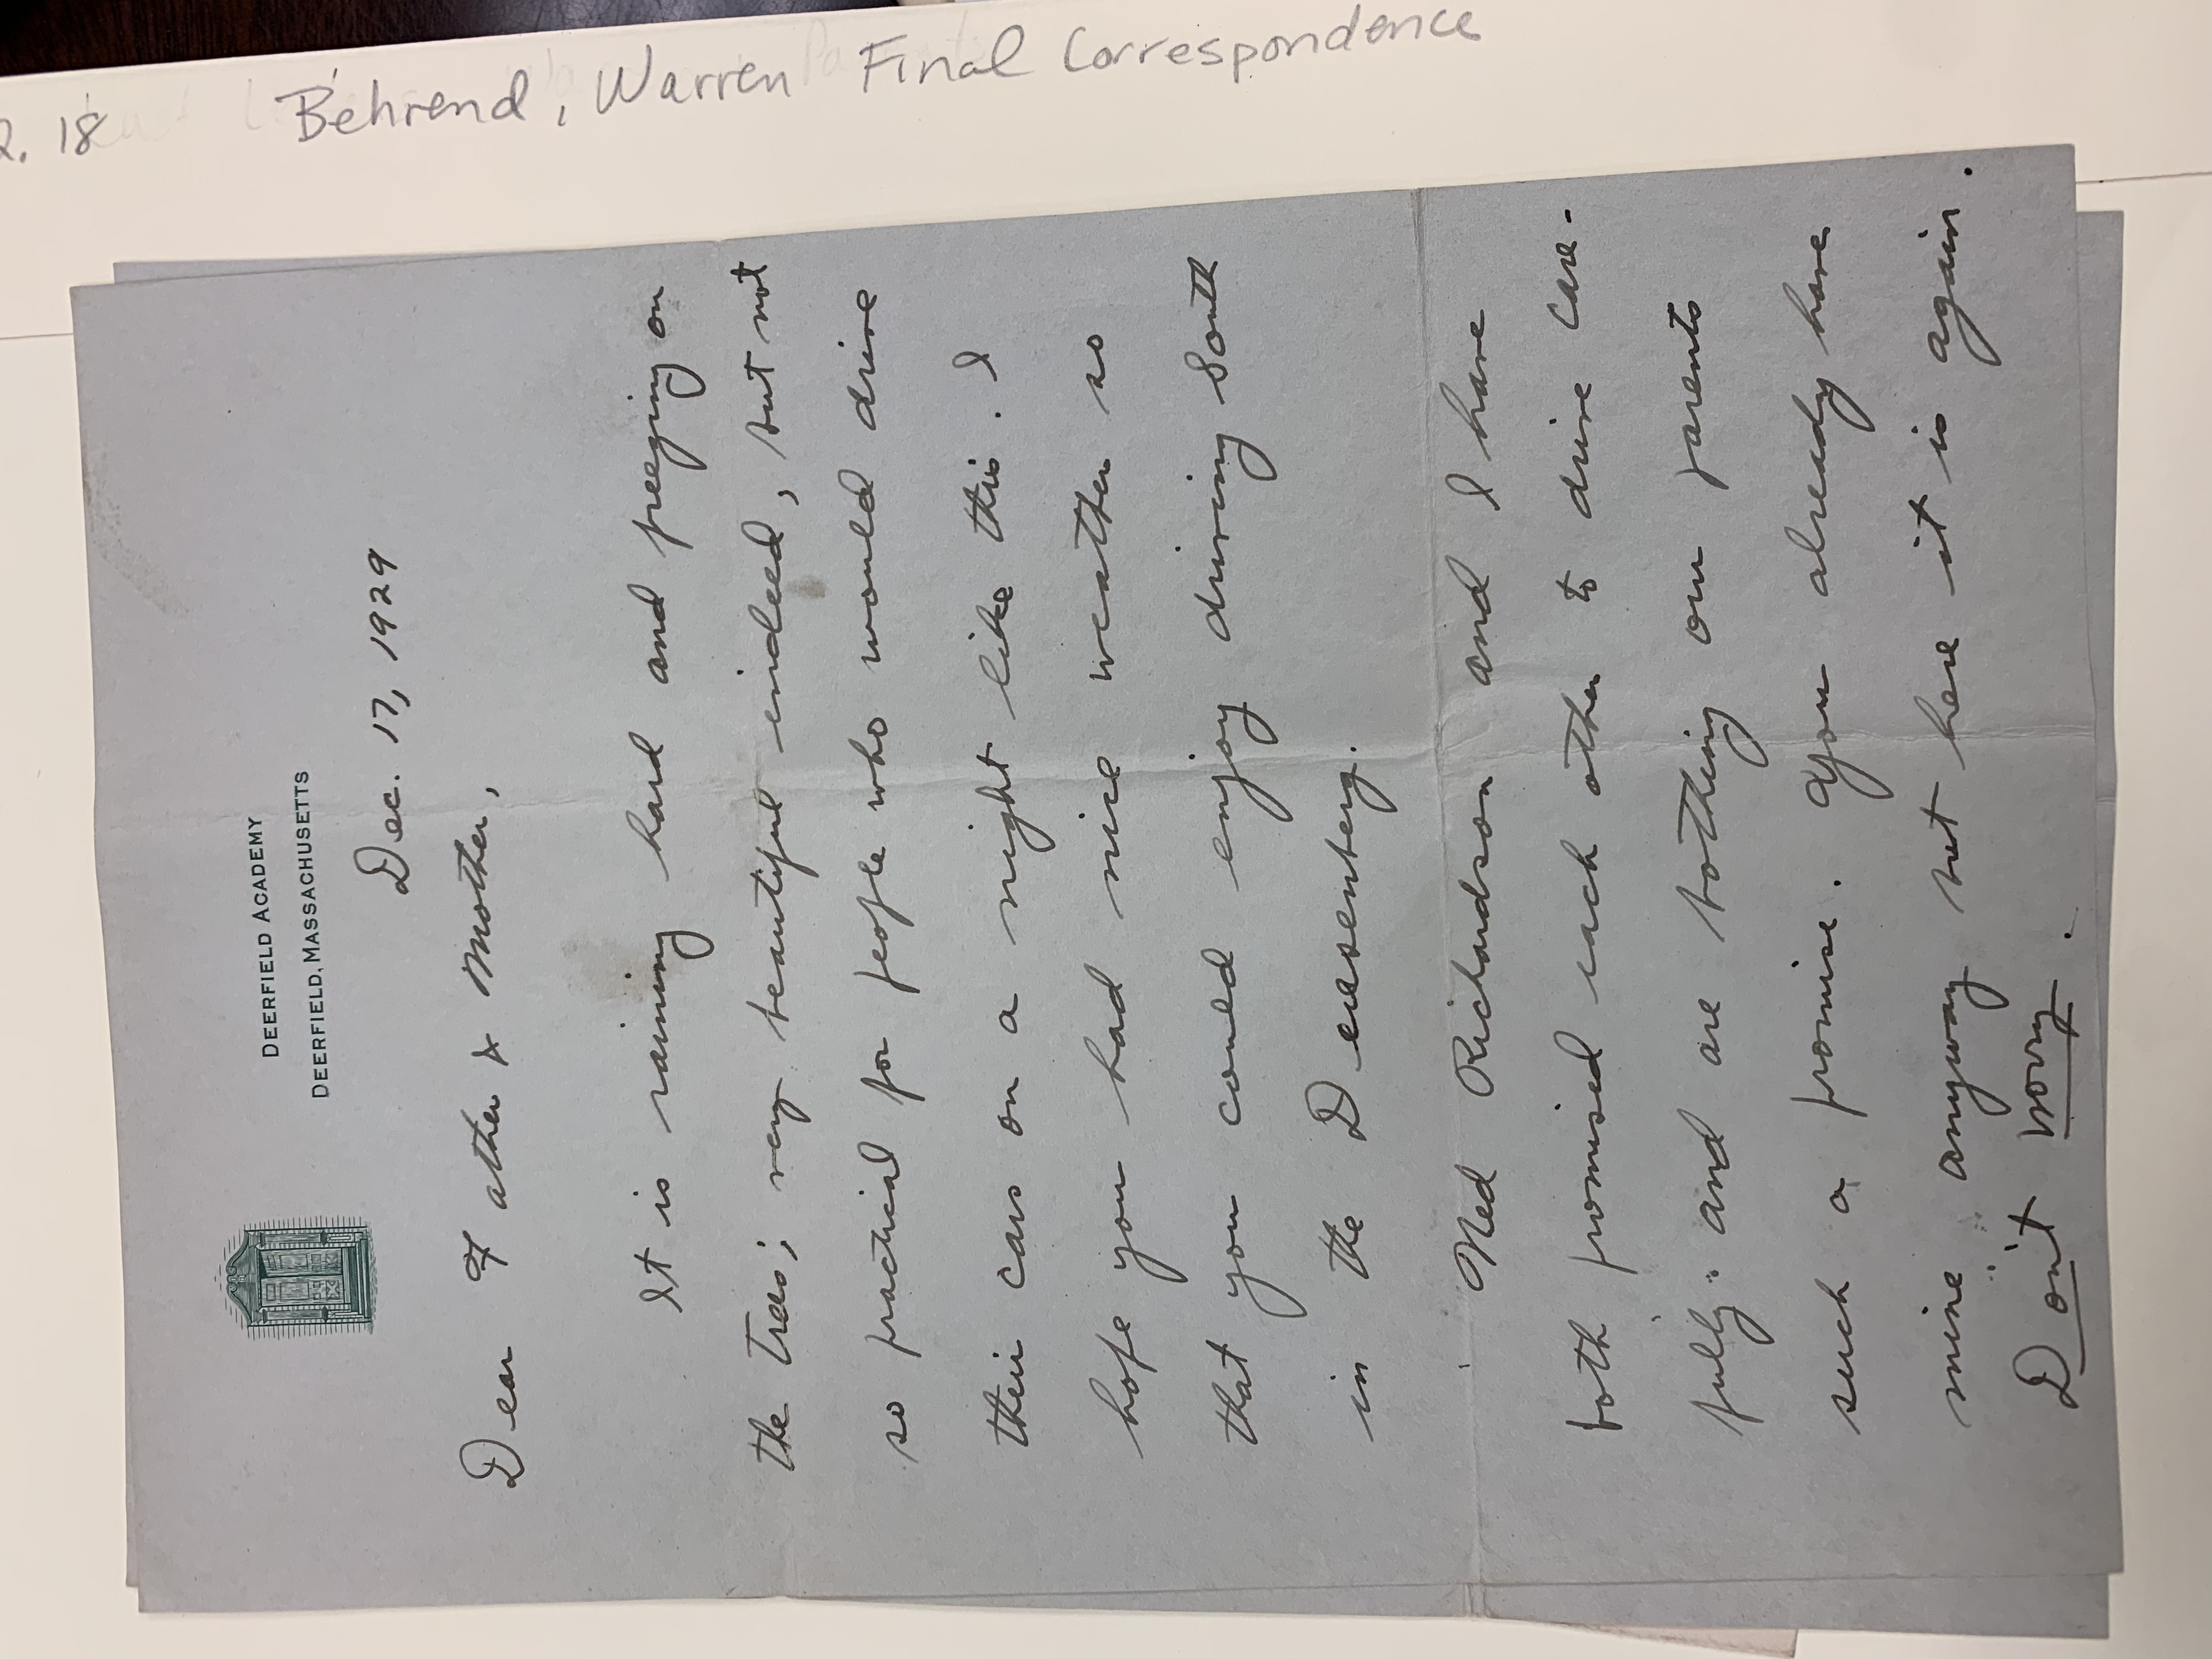 2. 18 Behrend, Warren Final Correspondence
DEERFIELD ACADEMY
DEERFIELD, MASSACHUSETTS
Dec. 17, 1929
Dear Father & Mother,
It is raining hard and freezing on
the trees; very beautiful indeed, but not
so practical for people who would drive
their cars on a night like this. I
hope you had nice weather so
that you could enjoy driving South
in the Deusenberg.
Ned Richardson and I have
both promised each other to drive care-
fully: and are bothing our parents
such a promise. You already have
mine anyway but here it is again.
Don't worry.